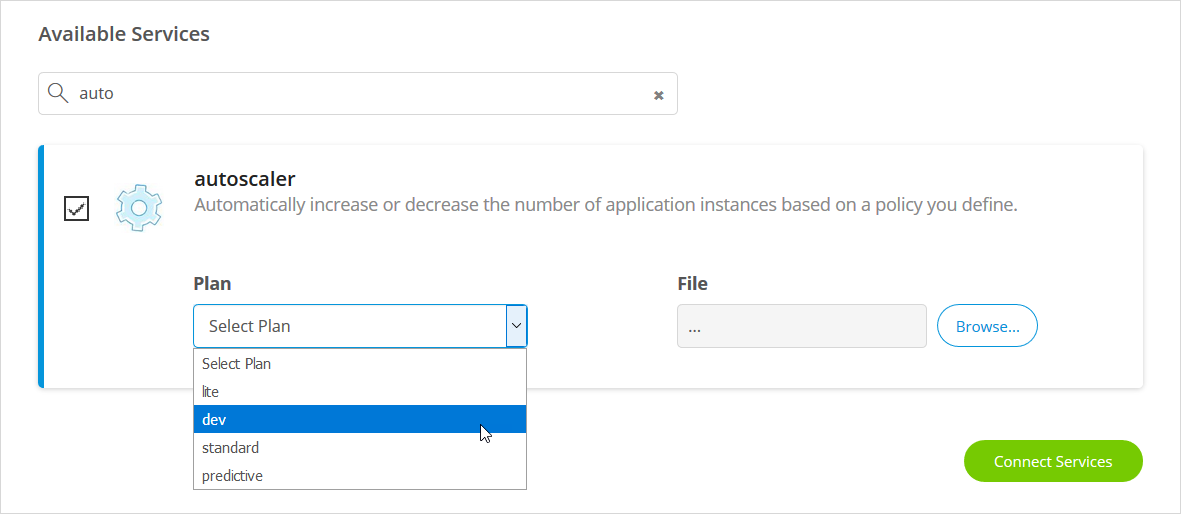 Available Services
auto
autoscaler
Automatically increase or decrease the number of application instances based on a policy you define.
Plan
File
Select Plan
...
Browse...
Select Plan
lite
dev
standard
predictive
Connect Services